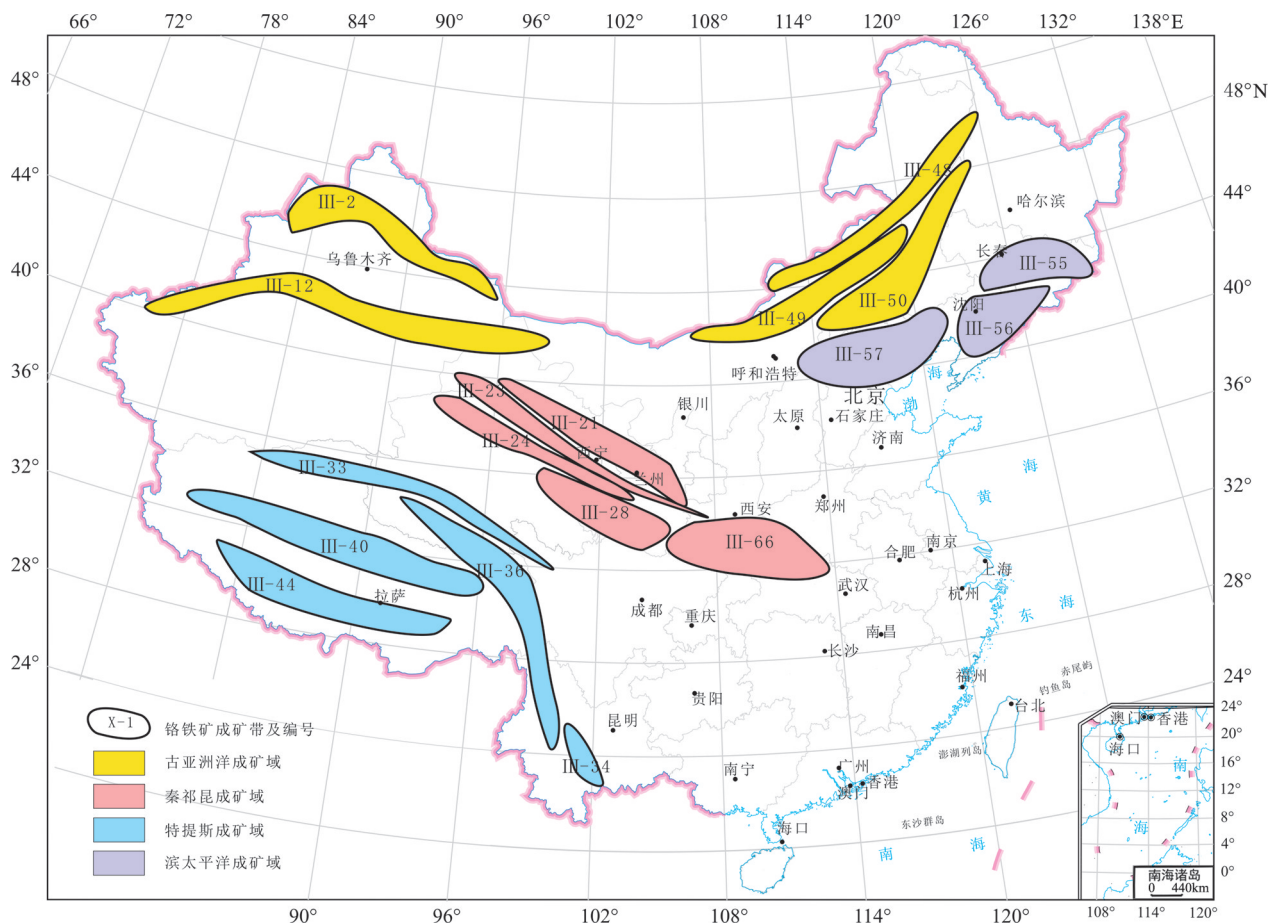 66° 72° 78° 84° 90° 96° 102° 108° 114° 120° 126° 132° 138°E
48°
44°
40°
36°
32°
28°
24°
48°N
44°
40°
36°
32°
28°
24°
III-2
III-12
III-48
III-49
III-50
III-55
III-56
III-57
III-23
III-21
III-24
III-28
III-66
III-33
III-40
III-36
III-44
III-34
乌鲁木齐
哈尔滨
长春
沈阳
呼和浩特
北京
银川
太原
石家庄
济南
西宁
兰州
西安
郑州
拉萨
成都
重庆
武汉
合肥
南京
上海
杭州
南昌
长沙
福州
贵阳
昆明
南宁
广州
澳门
香港
海口
台北
钓鱼岛
赤尾屿
澎湖列岛
东沙群岛
渤 海
黄 海
东 海
南 海
X-1 铬铁矿成矿带及编号
古亚洲洋成矿域
秦祁昆成矿域
特提斯成矿域
滨太平洋成矿域
澳门 香港
海口
南
海
24°
20°
16°
12°
8°
4°
0°
南海诸岛
0 440km
108° 114° 120°
90° 102° 108° 114° 120°